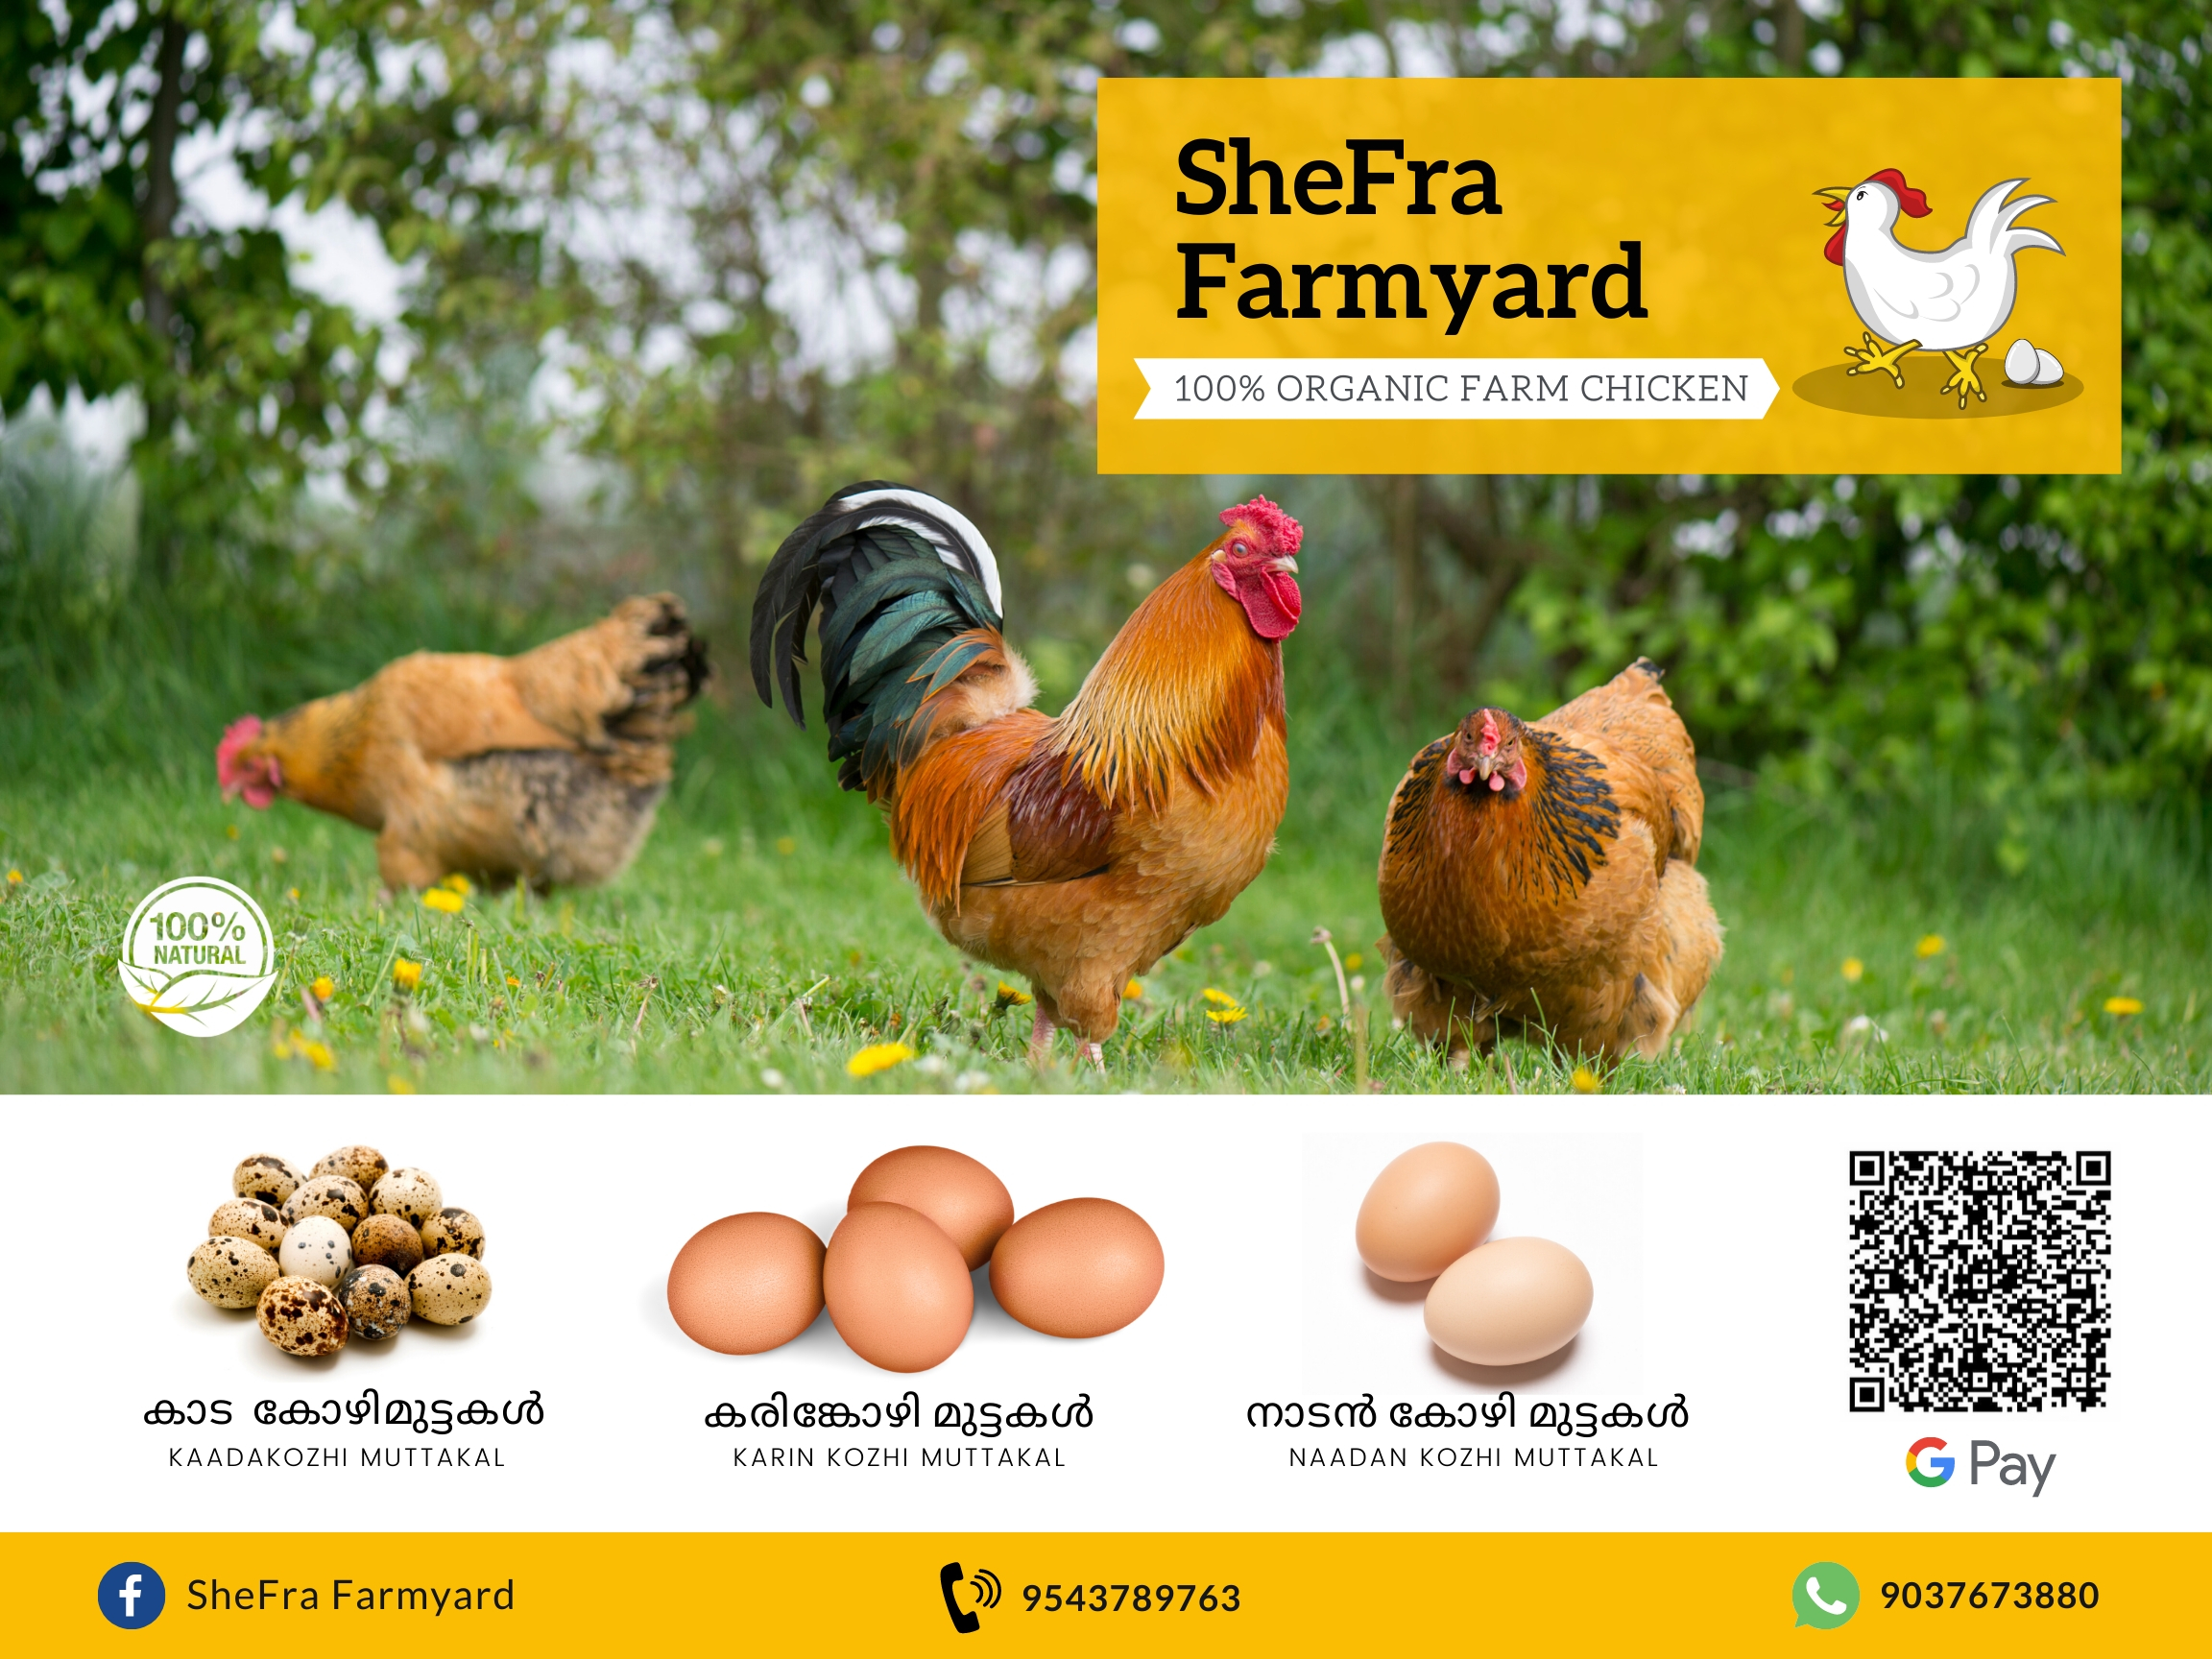 SheFra
Farmyard
100% ORGANIC FARM CHICKEN
100%
NATURAL
കാട കോഴിമുട്ടകൾ
KAADAKOZHI MUTTAKAL
കരിങ്കോഴി മുട്ടകൾ
KARIN KOZHI MUTTAKAL
നാടൻ കോഴി മുട്ടകൾ
NAADAN KOZHI MUTTAKAL
G Pay
SheFra Farmyard
9543789763
9037673880